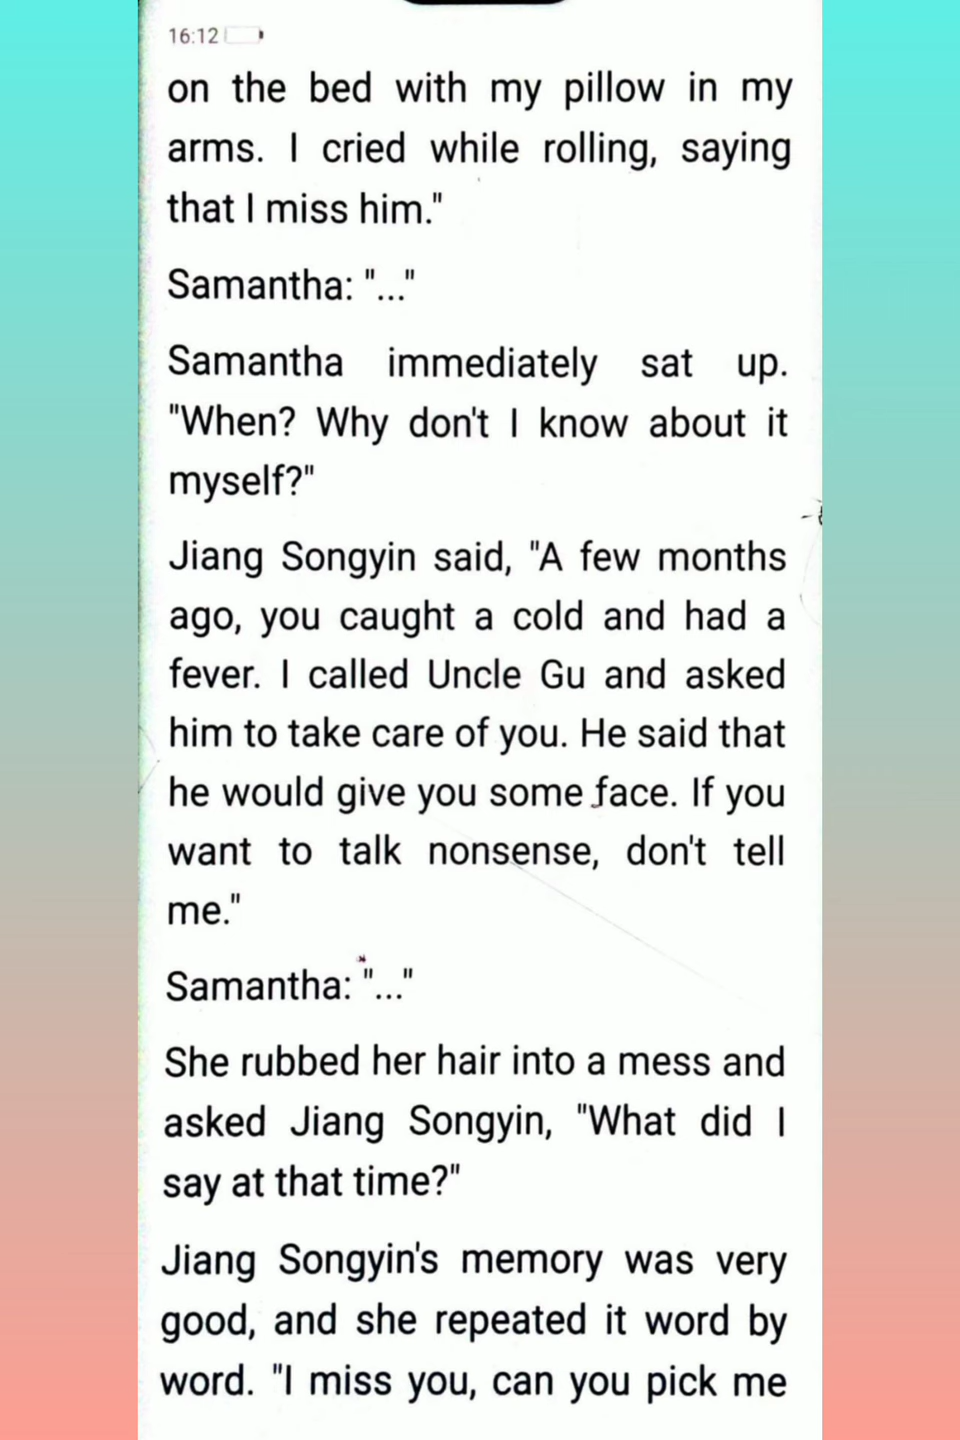 16:12
on the bed with my pillow in my
arms. I cried while rolling, saying
that I miss him."
Samantha: "..."
Samantha immediately sat up.
"When? Why don't I know about it
myself?"
Jiang Songyin said, "A few months
ago, you caught a cold and had a
fever. I called Uncle Gu and asked
him to take care of you. He said that
he would give you some face. If you
want to talk nonsense, don't tell
me."
Samantha: "..."
She rubbed her hair into a mess and
asked Jiang Songyin, "What did I
say at that time?"
Jiang Songyin's memory was very
good, and she repeated it word by
word. "I miss you, can you pick me